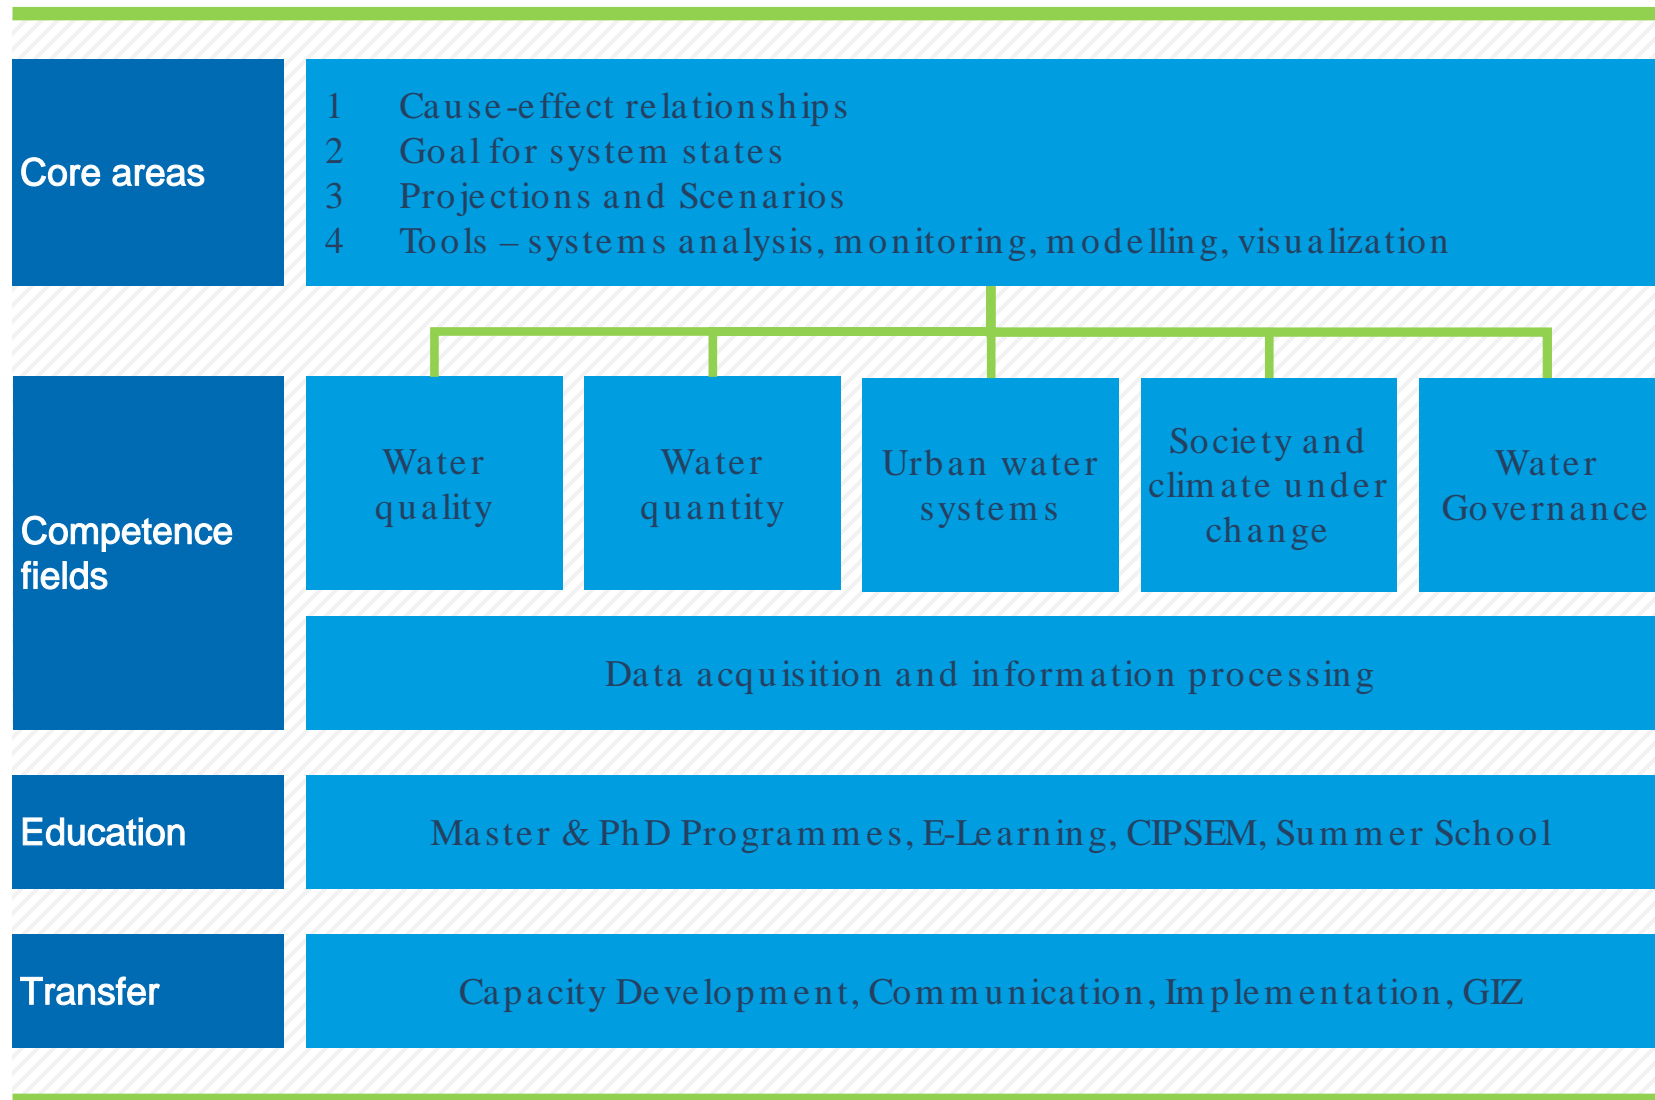 Core areas
1 Cause-effect relationships
2 Goal for system states
3 Projections and Scenarios
4 Tools – systems analysis, monitoring, modelling, visualization
Competence
fields
Water
quality
Water
quantity
Urban water
systems
Society and
climate under
change
Water
Governance
Data acquisition and information processing
Education
Master & PhD Programmes, E-Learning, CIPSEM, Summer School
Transfer
Capacity Development, Communication, Implementation, GIZ